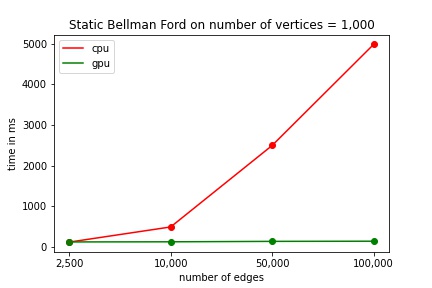 Static Bellman Ford on number of vertices = 1,000
cpu
gpu
time in ms
5000
4000
3000
2000
1000
0
2,500 10,000 50,000 100,000
number of edges